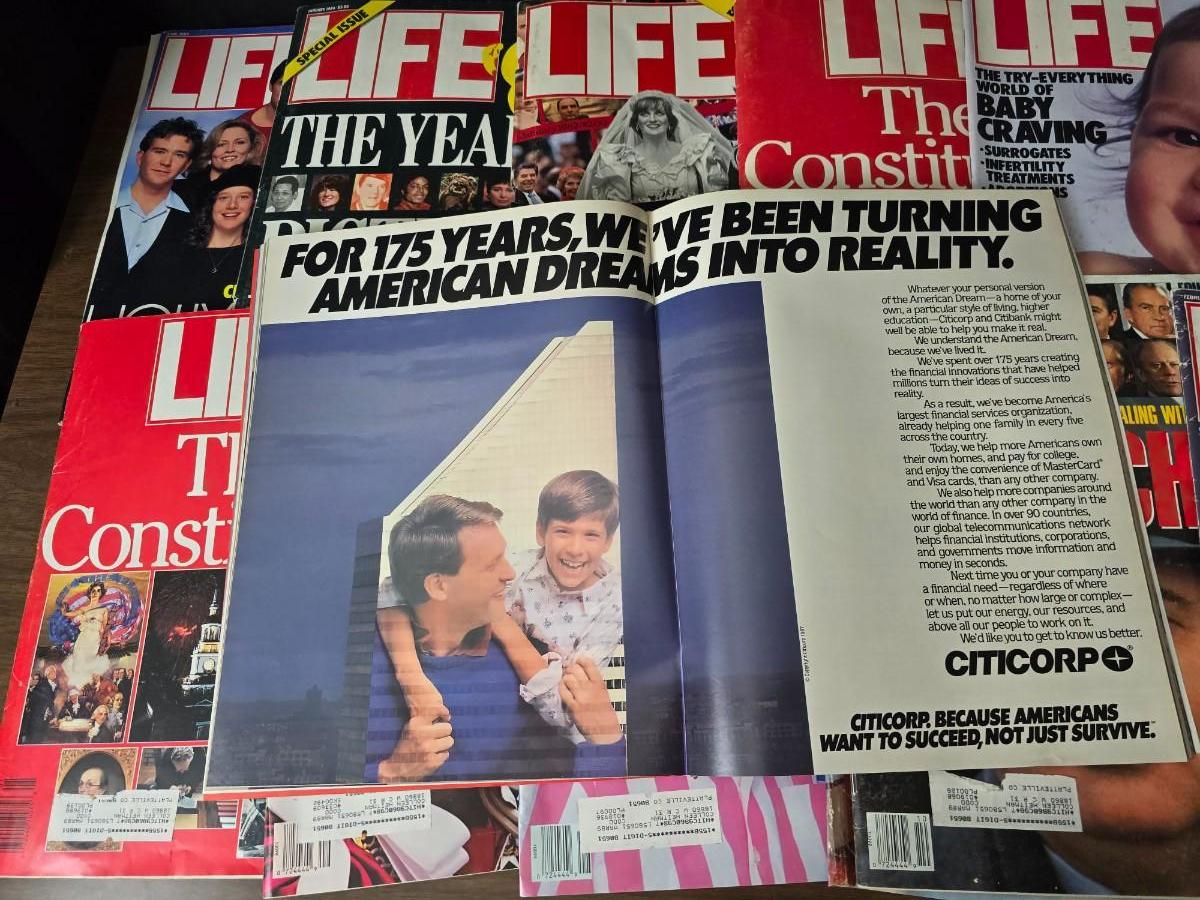 LIF
SPECIAL ISSUE
LIFE
THE YEA
LIFE
LIF
The
Constitu
LIFE
THE TRY-EVERYTHING
WORLD OF
BABY
CRAVING
·SURROGATES
·INFERTILITY
TREATMENTS
FOR 175 YEARS, WE'VE BEEN TURNING
AMERICAN DREAMS INTO REALITY.
Whatever your personal version
of the American Dream—a home of your
own, a particular style of living, higher
education—Citicorp and Citibank might
well be able to help you make it real.
We understand the American Dream,
because we've lived it.
We've spent over 175 years creating
the financial innovations that have helped
millions turn their ideas of success into
reality.
As a result, we've become America's
largest financial services organization,
already helping one family in every five
across the country.
Today, we help more Americans own
their own homes, and pay for college,
and enjoy the convenience of MasterCard®
and Visa cards, than any other company.
We also help more companies around
the world than any other company in the
world of finance. In over 90 countries,
our global telecommunications network
helps financial institutions, corporations,
and governments move information and
money in seconds.
Next time you or your company have
a financial need—regardless of where
or when, no matter how large or complex—
let us put our energy, our resources, and
above all our people to work on it.
We'd like you to get to know us better.
CITICORP
CITICORP. BECAUSE AMERICANS
WANT TO SUCCEED, NOT JUST SURVIVE.
LI
Th
Consti
ALING WI
CH